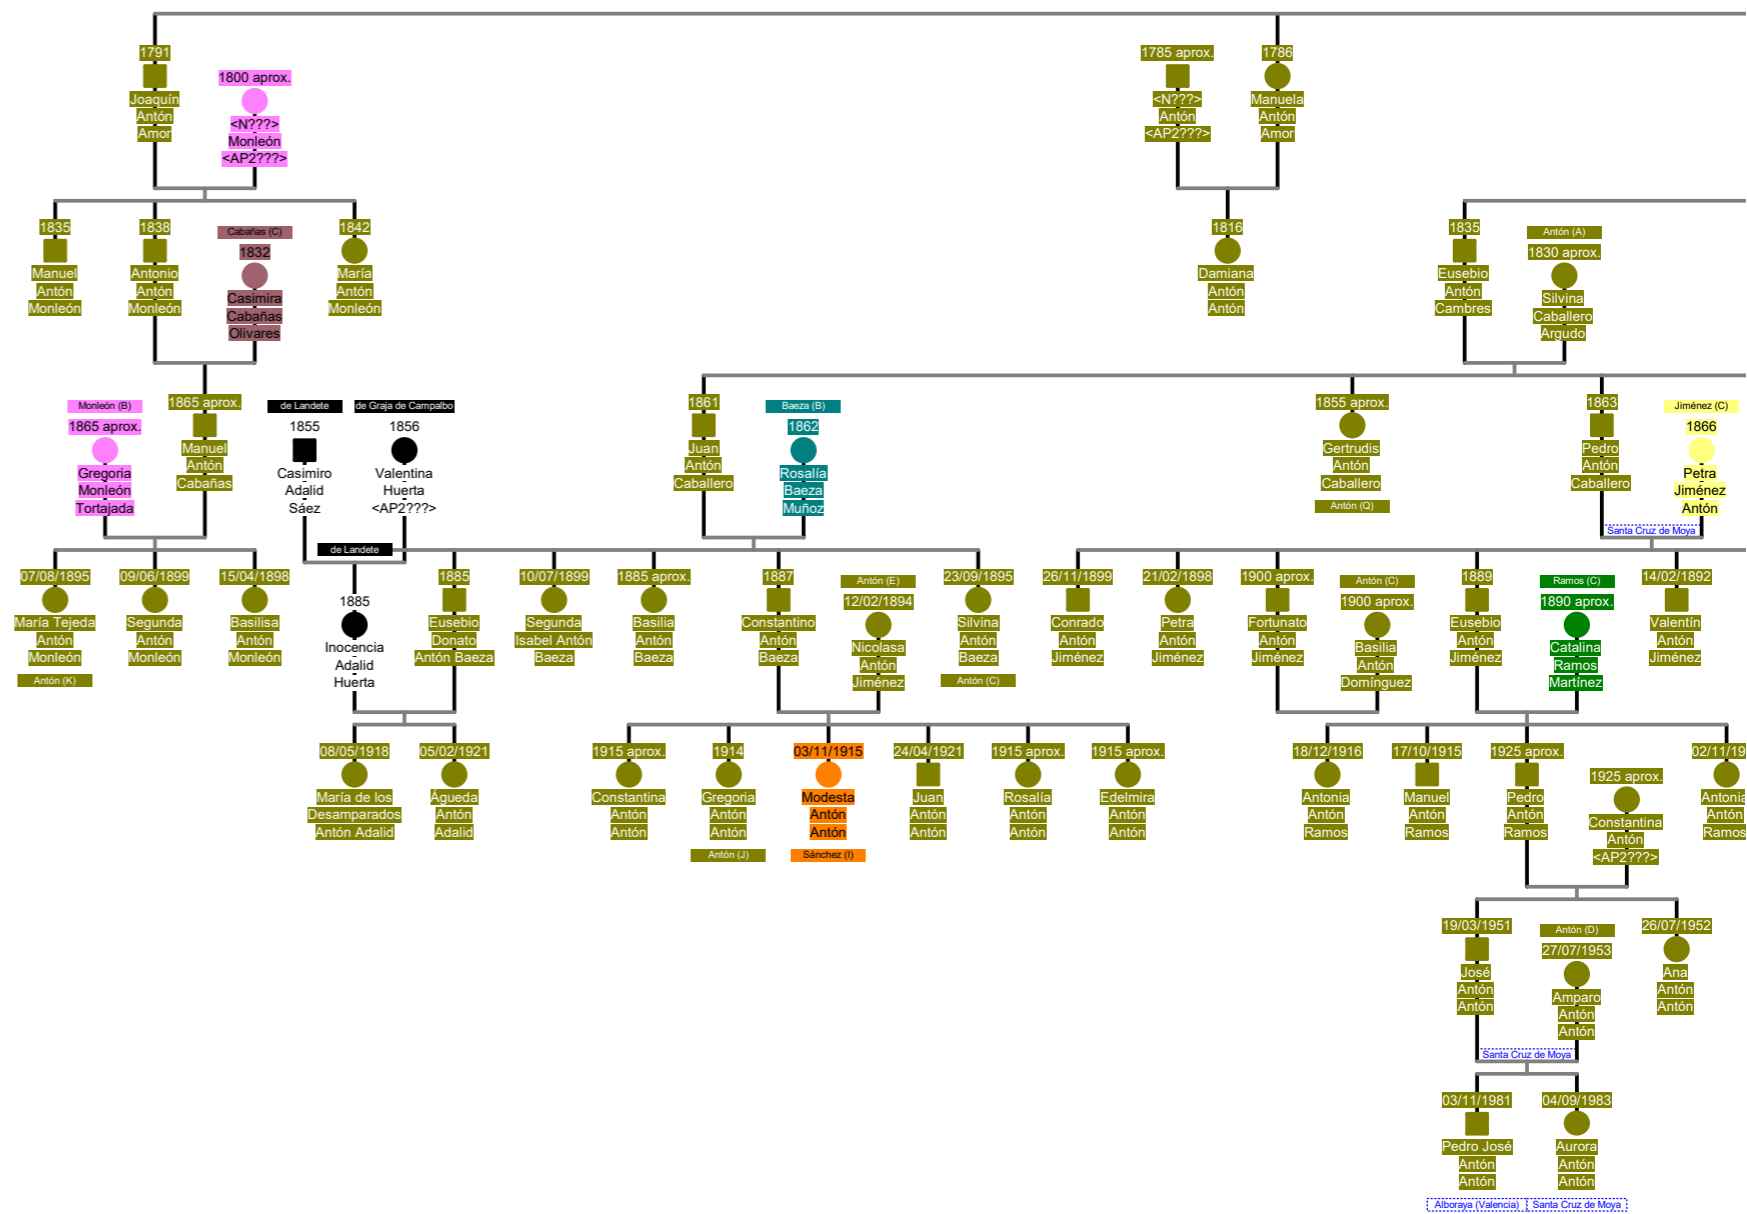 1791
Joaquín
Antón
Amor
1800 aprox.
<N???>
Monleón
<AP2???>
1785 aprox.
<N???>
Antón
<AP2???>
1786
Manuela
Antón
Amor
1835
Manuel
Antón
Monleón
1838
Antonio
Antón
Monleón
Cabañas (C)
1832
Casimira
Cabañas
Olivares
1842
María
Antón
Monleón
1816
Damiana
Antón
Antón
1835
Eusebio
Antón
Cambres
Antón (A)
1830 aprox.
Silvina
Caballero
Argudo
Monleón (B)
1865 aprox.
Gregoria
Monleón
Tortajada
1865 aprox.
Manuel
Antón
Cabañas
de Landete
1855
Casimiro
Adalid
Sáez
de Graja de Campalbo
1856
Valentina
Huerta
<AP2???>
1861
Juan
Antón
Caballero
Baeza (B)
1862
Rosalía
Baeza
Muñoz
1855 aprox.
Gertrudis
Antón
Caballero
Antón (Q)
1863
Pedro
Antón
Caballero
Jiménez (C)
1866
Petra
Jiménez
Antón
Santa Cruz de Moya
07/08/1895
María Tejeda
Antón
Monleón
Antón (K)
09/06/1899
Segunda
Antón
Monleón
15/04/1898
Basilisa
Antón
Monleón
de Landete
1885
Inocencia
Adalid
Huerta
1885
Eusebio
Donato
Antón Baeza
10/07/1899
Segunda
Isabel Antón
Baeza
1885 aprox.
Basilia
Antón
Baeza
1887
Constantino
Antón
Baeza
Antón (E)
12/02/1894
Nicolasa
Antón
Jiménez
23/09/1895
Silvina
Antón
Baeza
Antón (C)
26/11/1899
Conrado
Antón
Jiménez
21/02/1898
Petra
Antón
Jiménez
1900 aprox.
Fortunato
Antón
Jiménez
Antón (C)
1900 aprox.
Basilia
Antón
Domínguez
1889
Eusebio
Antón
Jiménez
Ramos (C)
1890 aprox.
Catalina
Ramos
Martínez
14/02/1892
Valentín
Antón
Jiménez
08/05/1918
María de los
Desamparados
Antón Adalid
05/02/1921
Águeda
Antón
Adalid
1915 aprox.
Constantina
Antón
Antón
1914
Gregoria
Antón
Antón
Antón (J)
03/11/1915
Modesta
Antón
Antón
Sánchez (I)
24/04/1921
Juan
Antón
Antón
1915 aprox.
Rosalía
Antón
Antón
1915 aprox.
Edelmira
Antón
Antón
18/12/1916
Antonia
Antón
Ramos
17/10/1915
Manuel
Antón
Ramos
1925 aprox.
Pedro
Antón
Ramos
1925 aprox.
Constantina
Antón
<AP2???>
02/11/19
Antonia
Antón
Ramos
19/03/1951
José
Antón
Antón
Antón (D)
27/07/1953
Amparo
Antón
Antón
26/07/1952
Ana
Antón
Antón
Santa Cruz de Moya
03/11/1981
Pedro José
Antón
Antón
Alboraya (Valencia)
04/09/1983
Aurora
Antón
Antón
Santa Cruz de Moya